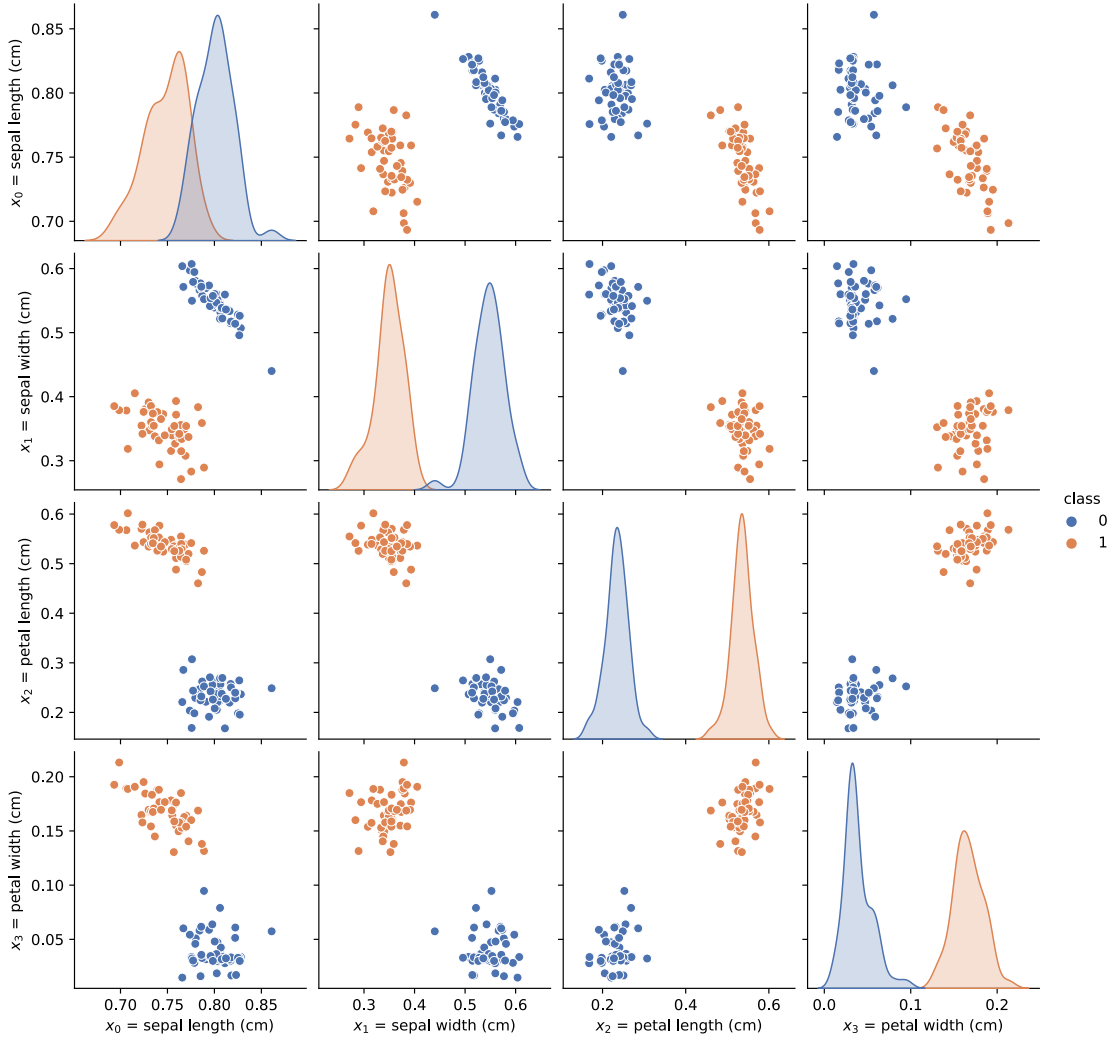 x₀ = sepal length (cm)
0.85
0.80
0.75
0.70
x₁ = sepal width (cm)
0.6
0.5
0.4
0.3
x₂ = petal length (cm)
0.6
0.5
0.4
0.3
0.2
class
0
1
x₃ = petal width (cm)
0.20
0.15
0.10
0.05
0.70 0.75 0.80 0.85 0.3 0.4 0.5 0.6 0.2 0.4 0.6 0.0 0.1 0.2
x₀ = sepal length (cm) x₁ = sepal width (cm) x₂ = petal length (cm) x₃ = petal width (cm)